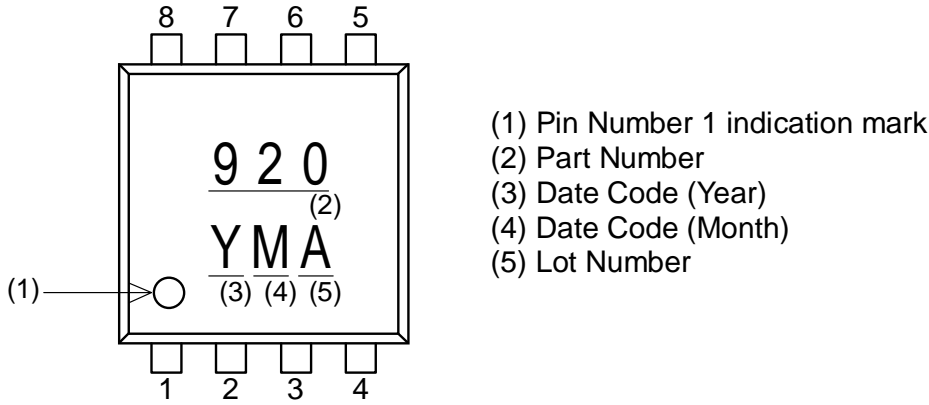 8 7 6 5
920
(2)
YMA
(3) (4) (5)
(1)
1 2 3 4
(1) Pin Number 1 indication mark
(2) Part Number
(3) Date Code (Year)
(4) Date Code (Month)
(5) Lot Number